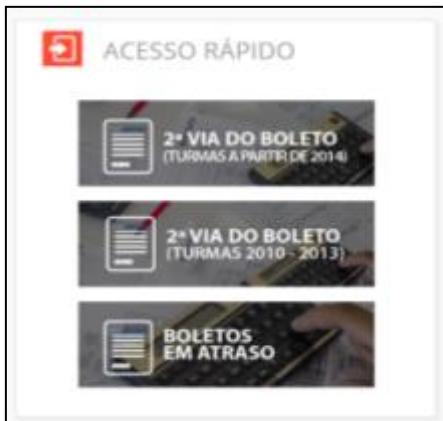 ACESSO RÁPIDO
2ª VIA DO BOLETO
(TURMAS A PARTIR DE 2014)
2ª VIA DO BOLETO
(TURMAS 2010 - 2013)
BOLETOS
EM ATRASO